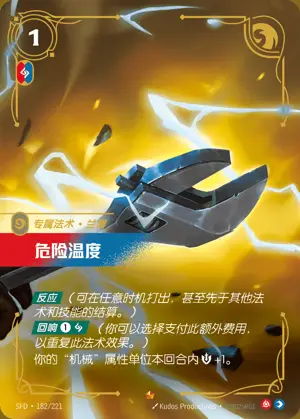 1
专属法术·兰博
危险温度
反应 （可在任意时机打出，甚至先于其他法
术和技能的结算。）
回响 1 （你可以选择支付此额外费用，
以重复此法术效果。）
你的“机械”属性单位本回合内 +1。
SFD · 182/221
Kudos Productions